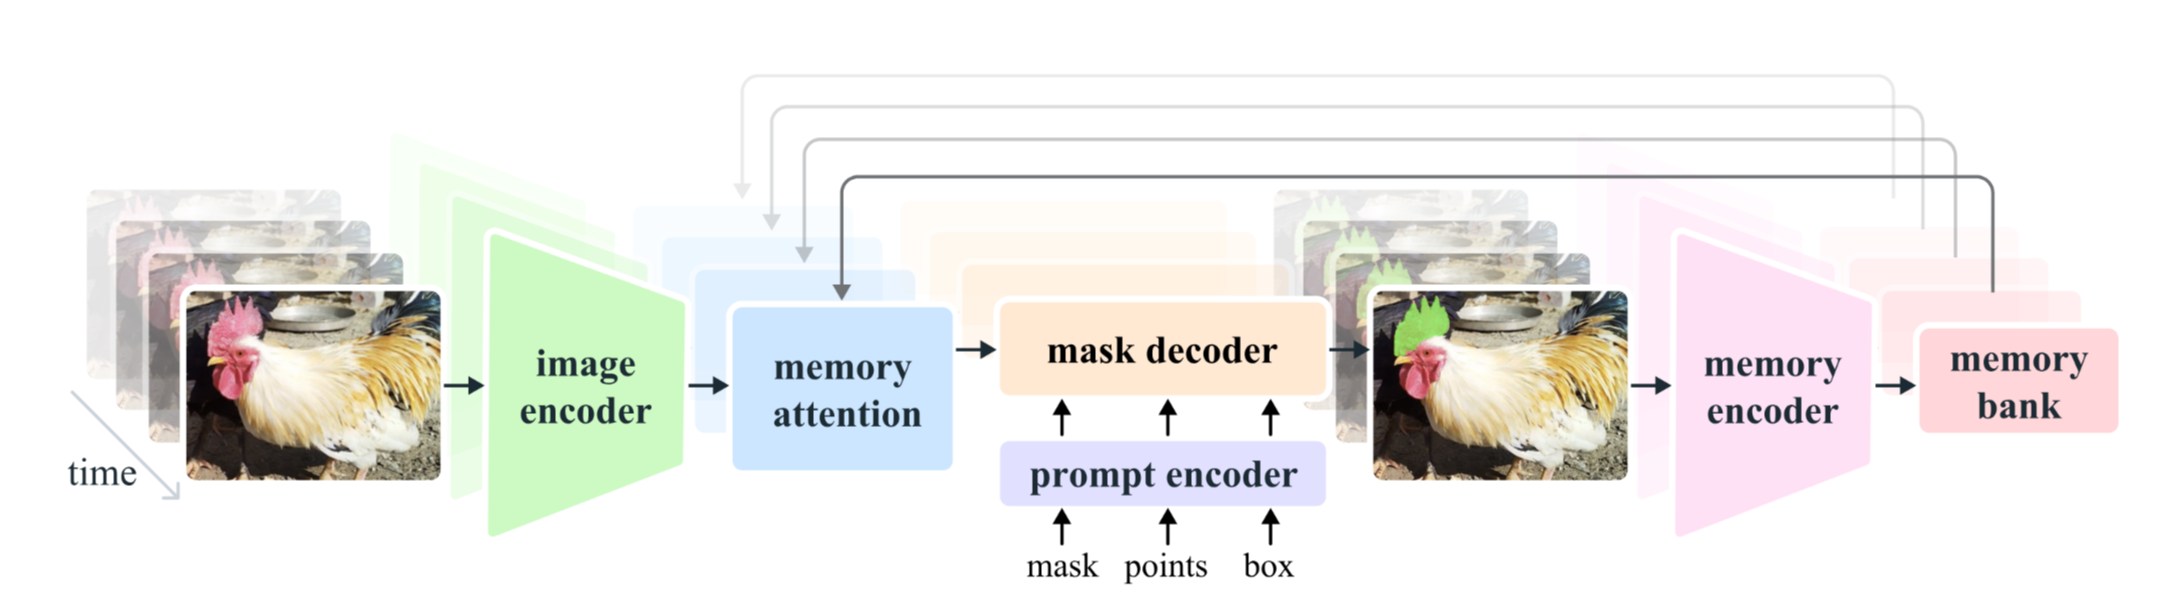 time
image
encoder
memory
attention
mask decoder
prompt encoder
mask points box
memory
encoder
memory
bank